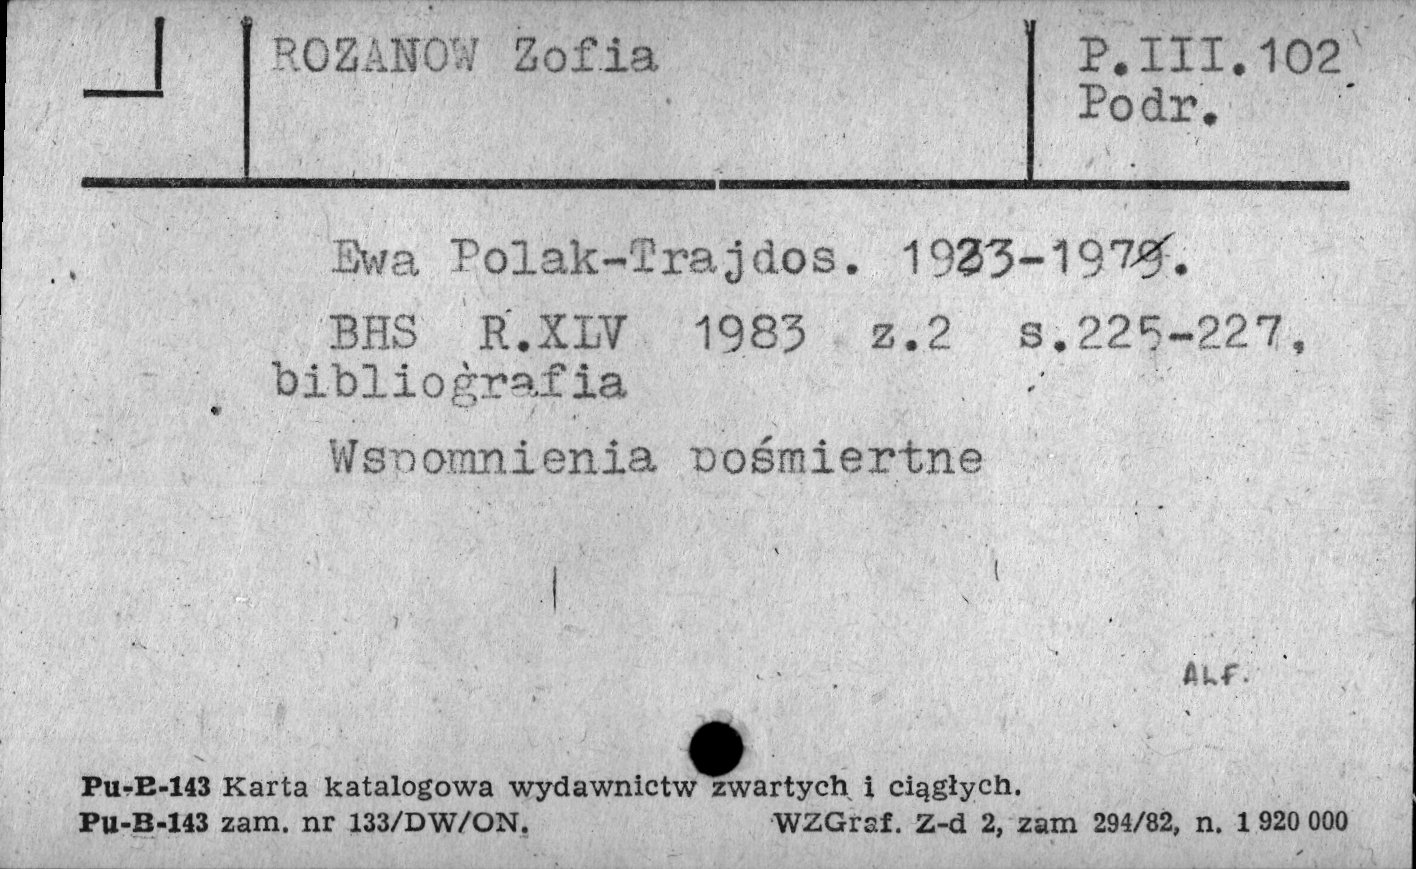 ROZANOW Zofia
P.III.102
Podr.
Ewa Polak-Trajdos. 1933-1979.
BHS R.XLV 1983 z.2 s.225-227,
bibliografia
Wspomnienia pośmiertne
ALF.
Pu-B-143 Karta katalogowa wydawnictw zwartych i ciągłych.
Pu-B-143 zam. nr 133/DW/ON. WZGraf. Z-d 2, zam 294/82, n. 1 920 000